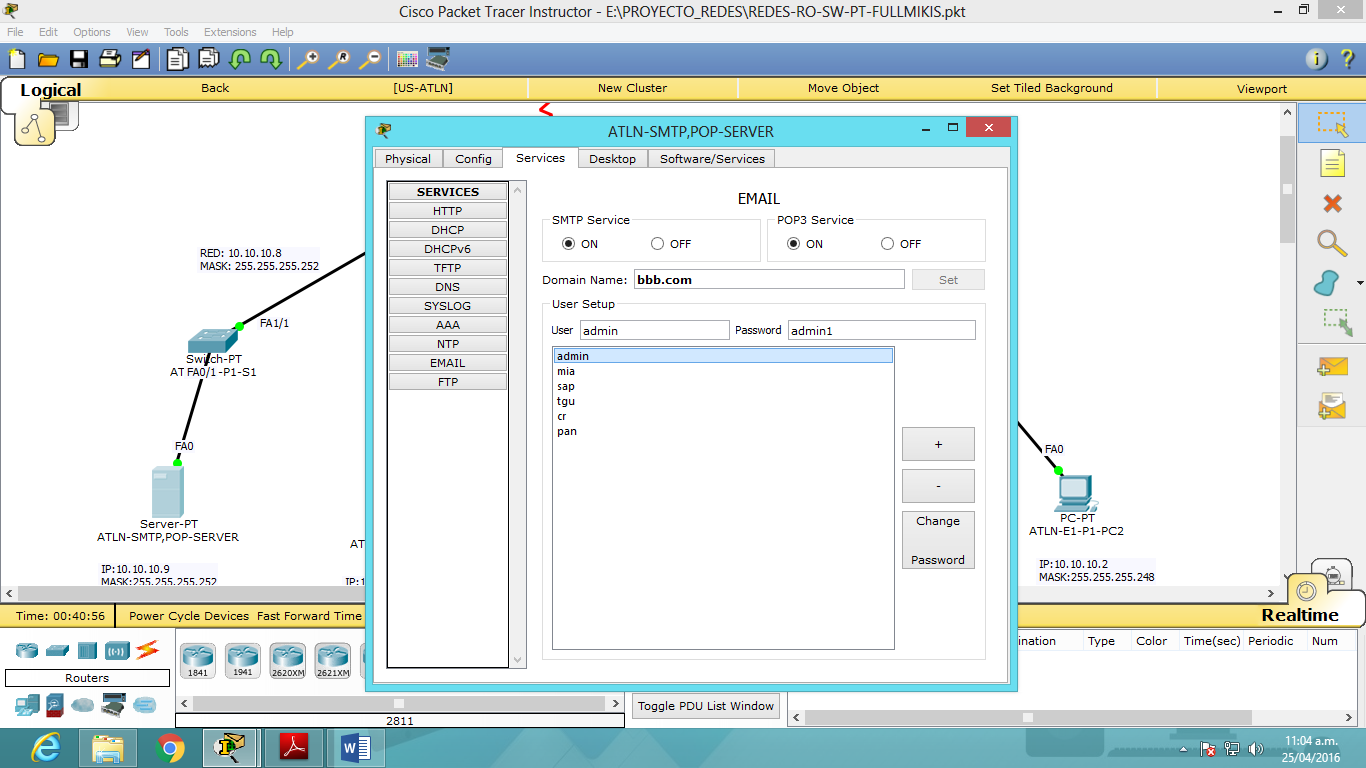 Cisco Packet Tracer Instructor - E:\PROYECTO_REDES\REDES-RO-SW-PT-FULLMIKIS.pkt
File Edit Options View Tools Extensions Help
Logical Back [US-ATLN] New Cluster Move Object Set Tiled Background Viewport
ATLN-SMTP,POP-SERVER
Physical Config Services Desktop Software/Services
SERVICES
HTTP
DHCP
DHCPv6
TFTP
DNS
SYSLOG
AAA
NTP
EMAIL
FTP
EMAIL
SMTP Service
ON OFF
POP3 Service
ON OFF
Domain Name: bbb.com Set
User Setup
User admin Password admin1
admin
mia
sap
tgu
cr
pan
+
-
Change
Password
RED: 10.10.10.8
MASK: 255.255.255.252
FA1/1
Switch-PT
AT FA0/1-P1-S1
FA0
Server-PT
ATLN-SMTP,POP-SERVER
IP:10.10.10.9
MASK:255.255.255.252
FA0
PC-PT
ATLN-E1-P1-PC2
IP:10.10.10.2
MASK:255.255.255.248
Time: 00:40:56 Power Cycle Devices Fast Forward Time
Realtime
Routers
1841 1941 2620XM 2621XM
2811
Toggle PDU List Window
Type Color Time(sec) Periodic Num
11:04 a.m.
25/04/2016